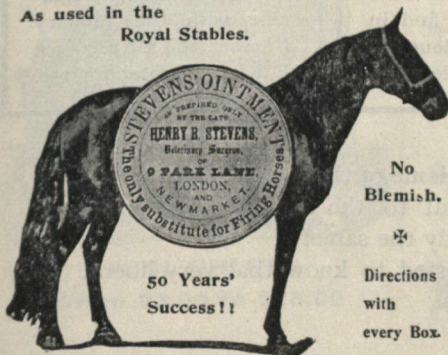 As used in the
Royal Stables.
STEVENS' OINTMENT
AS PREPARED ONLY
BY THE LATE
HENRY R. STEVENS,
Veterinary Surgeon,
OF
9 PARK LANE,
LONDON,
AND
NEWMARKET.
The only substitute for Firing Horses.
No
Blemish.
✠
Directions
with
every Box.
50 Years'
Success!!